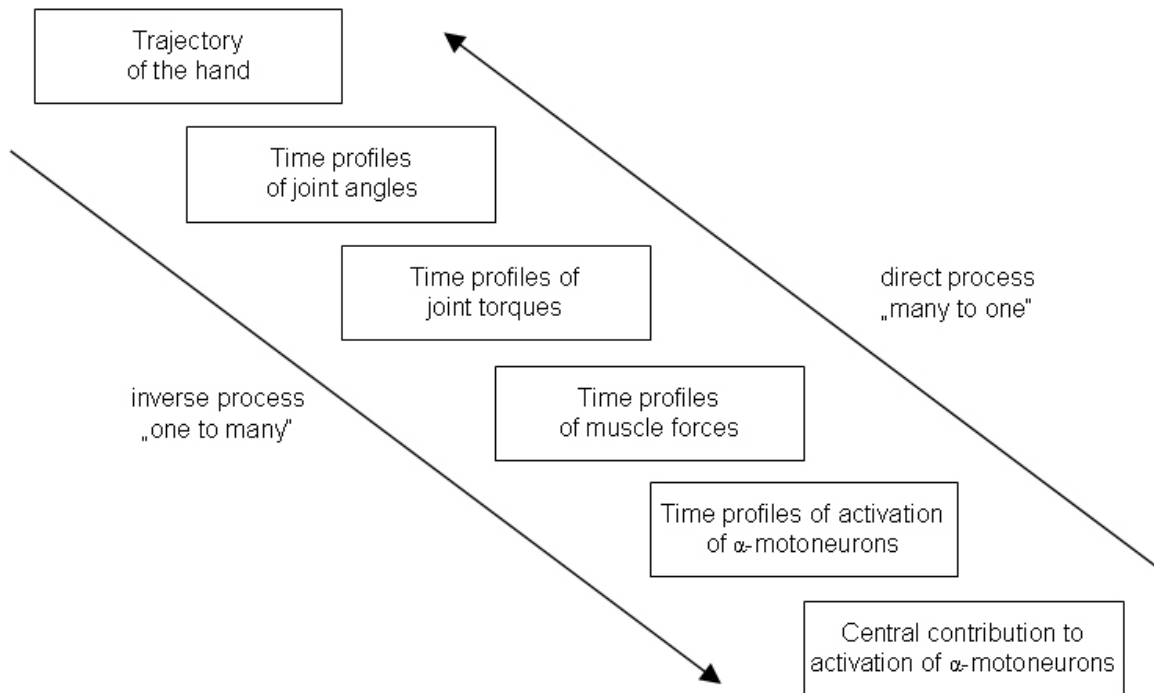 Trajectory
of the hand
Time profiles
of joint angles
Time profiles of
joint torques
direct process
„many to one"
inverse process
„one to many"
Time profiles
of muscle forces
Time profiles of activation
of α-motoneurons
Central contribution to
activation of α-motoneurons